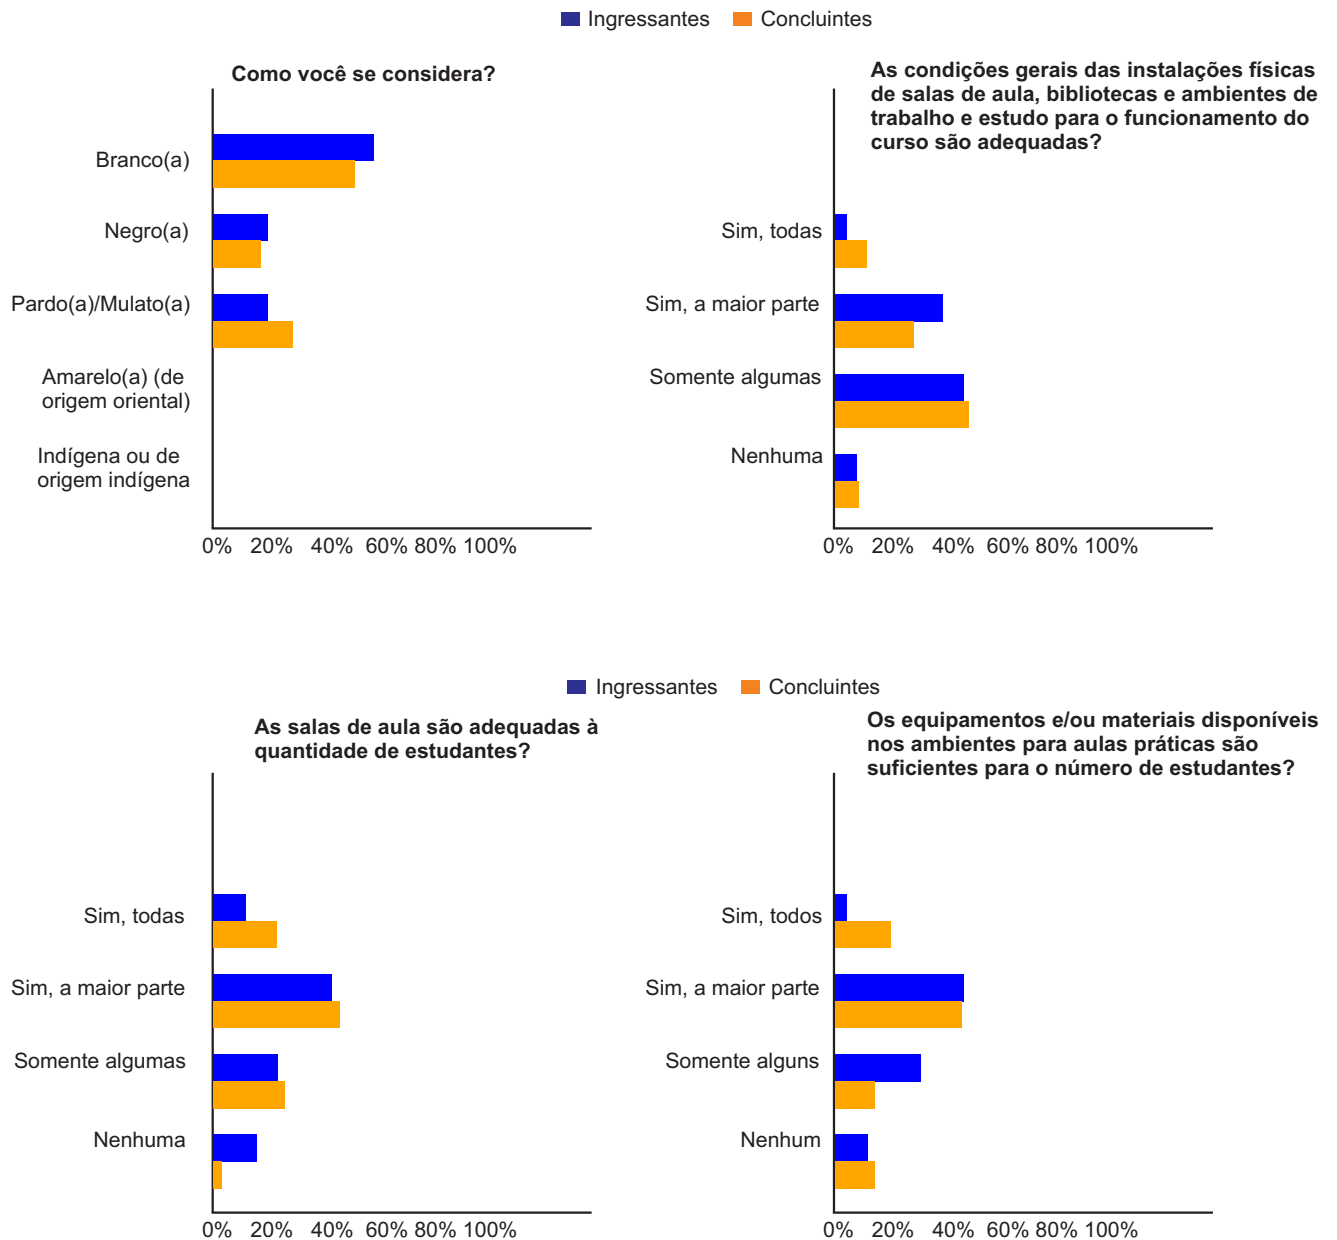 Ingressantes Concluintes
Como você se considera?
Branco(a)
Negro(a)
Pardo(a)/Mulato(a)
Amarelo(a) (de
origem oriental)
Indígena ou de
origem indígena
0% 20% 40% 60% 80% 100%
As condições gerais das instalações físicas
de salas de aula, bibliotecas e ambientes de
trabalho e estudo para o funcionamento do
curso são adequadas?
Sim, todas
Sim, a maior parte
Somente algumas
Nenhuma
0% 20% 40% 60% 80% 100%
Ingressantes Concluintes
As salas de aula são adequadas à
quantidade de estudantes?
Sim, todas
Sim, a maior parte
Somente algumas
Nenhuma
0% 20% 40% 60% 80% 100%
Os equipamentos e/ou materiais disponíveis
nos ambientes para aulas práticas são
suficientes para o número de estudantes?
Sim, todos
Sim, a maior parte
Somente alguns
Nenhum
0% 20% 40% 60% 80% 100%